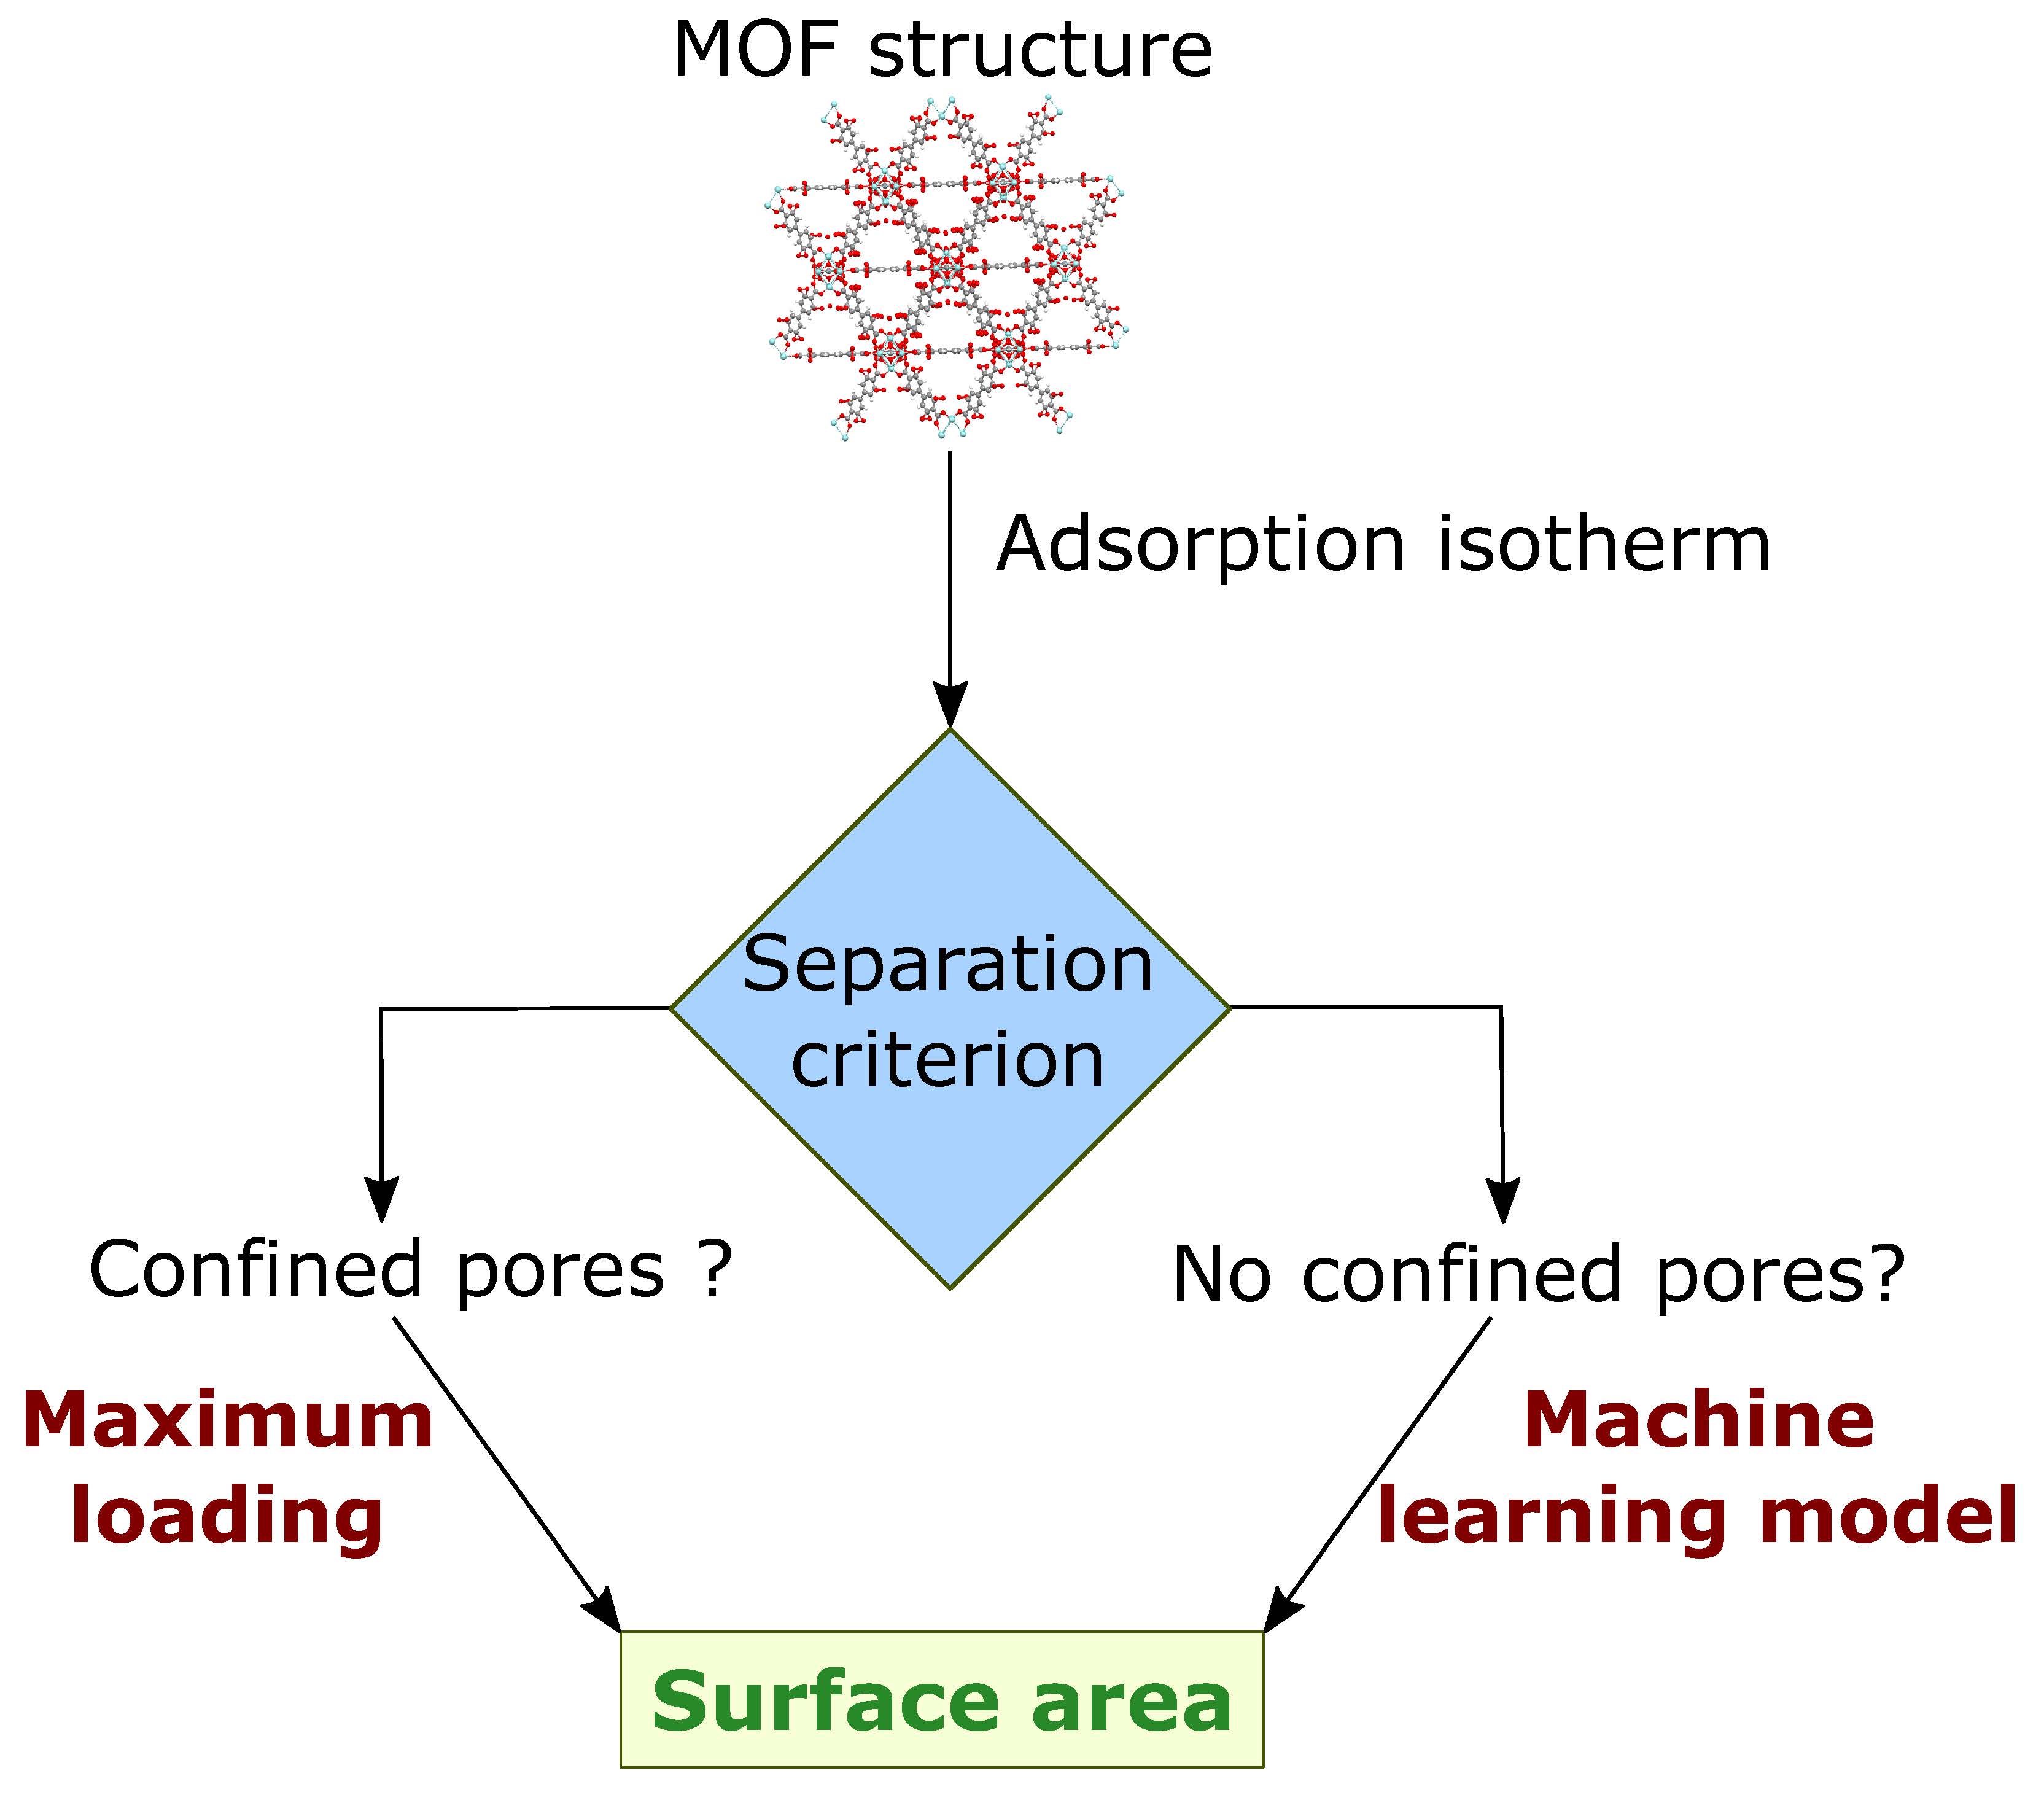 MOF structure
Adsorption isotherm
Separation
criterion
Confined pores ?
No confined pores?
Maximum
loading
Machine
learning model
Surface area